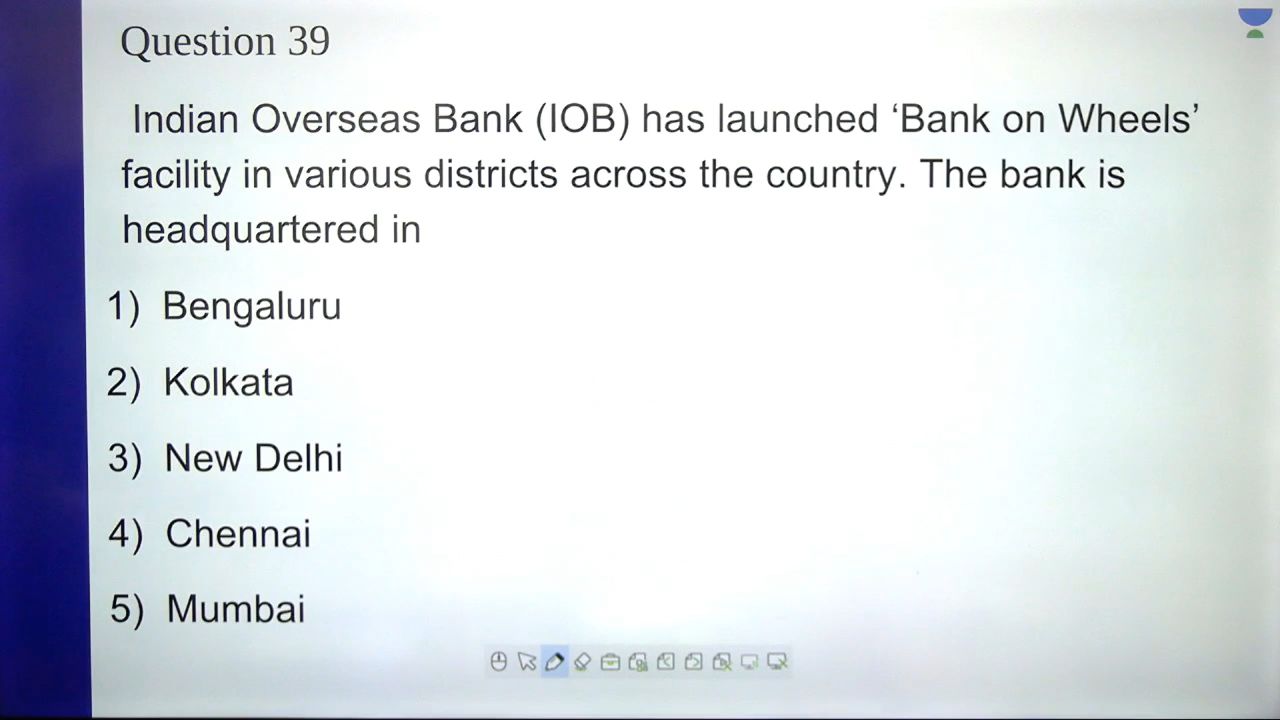 Question 39
Indian Overseas Bank (IOB) has launched ‘Bank on Wheels’
facility in various districts across the country. The bank is
headquartered in
1) Bengaluru
2) Kolkata
3) New Delhi
4) Chennai
5) Mumbai